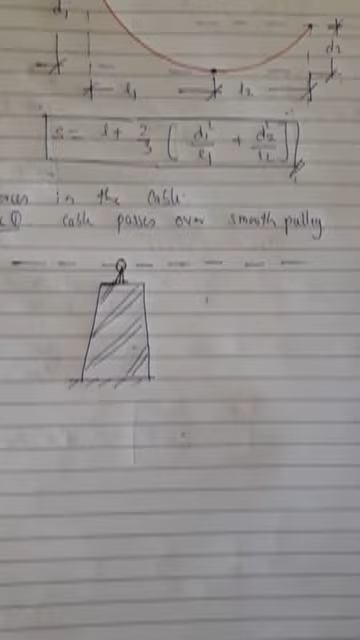 d₁
d₂
l₁ l₂
s = l + 2/3 [ d₁²/l₁ + d₂²/l₂ ]
in the Cable.
cable passes over smooth pulley